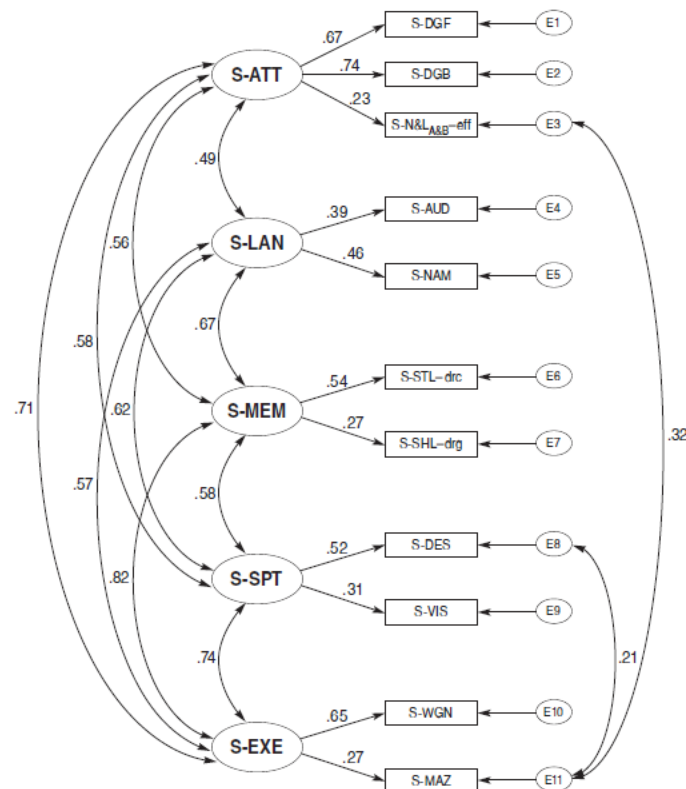 S-DGF
E1
.67
S-ATT
.74
S-DGB
E2
.23
S-N&L A&B-eff
E3
.49
.39
S-AUD
E4
.56
S-LAN
.46
S-NAM
E5
.58
.67
.54
S-STL-drc
E6
.71
.62
S-MEM
.27
S-SHL-drg
E7
.32
.57
.58
.52
S-DES
E8
.82
S-SPT
.31
S-VIS
E9
.74
.21
.65
S-WGN
E10
S-EXE
.27
S-MAZ
E11